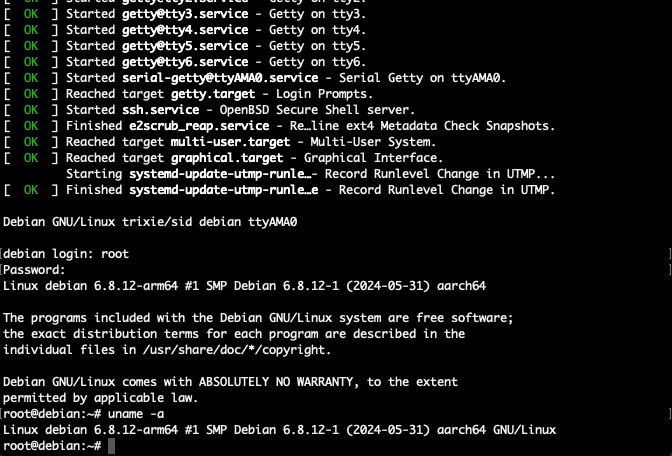 [  OK  ] Started getty@tty2.service - Getty on tty2.
[  OK  ] Started getty@tty3.service - Getty on tty3.
[  OK  ] Started getty@tty4.service - Getty on tty4.
[  OK  ] Started getty@tty5.service - Getty on tty5.
[  OK  ] Started getty@tty6.service - Getty on tty6.
[  OK  ] Started serial-getty@ttyAMA0.service - Serial Getty on ttyAMA0.
[  OK  ] Reached target getty.target - Login Prompts.
[  OK  ] Started ssh.service - OpenBSD Secure Shell server.
[  OK  ] Finished e2scrub_reap.service - Re…line ext4 Metadata Check Snapshots.
[  OK  ] Reached target multi-user.target - Multi-User System.
[  OK  ] Reached target graphical.target - Graphical Interface.
Starting systemd-update-utmp-runle…- Record Runlevel Change in UTMP...
[  OK  ] Finished systemd-update-utmp-runle…e - Record Runlevel Change in UTMP.
Debian GNU/Linux trixie/sid debian ttyAMA0
[debian login: root ]
[Password: ]
Linux debian 6.8.12-arm64 #1 SMP Debian 6.8.12-1 (2024-05-31) aarch64
The programs included with the Debian GNU/Linux system are free software;
the exact distribution terms for each program are described in the
individual files in /usr/share/doc/*/copyright.
Debian GNU/Linux comes with ABSOLUTELY NO WARRANTY, to the extent
permitted by applicable law.
[root@debian:~# uname -a ]
Linux debian 6.8.12-arm64 #1 SMP Debian 6.8.12-1 (2024-05-31) aarch64 GNU/Linux
root@debian:~#